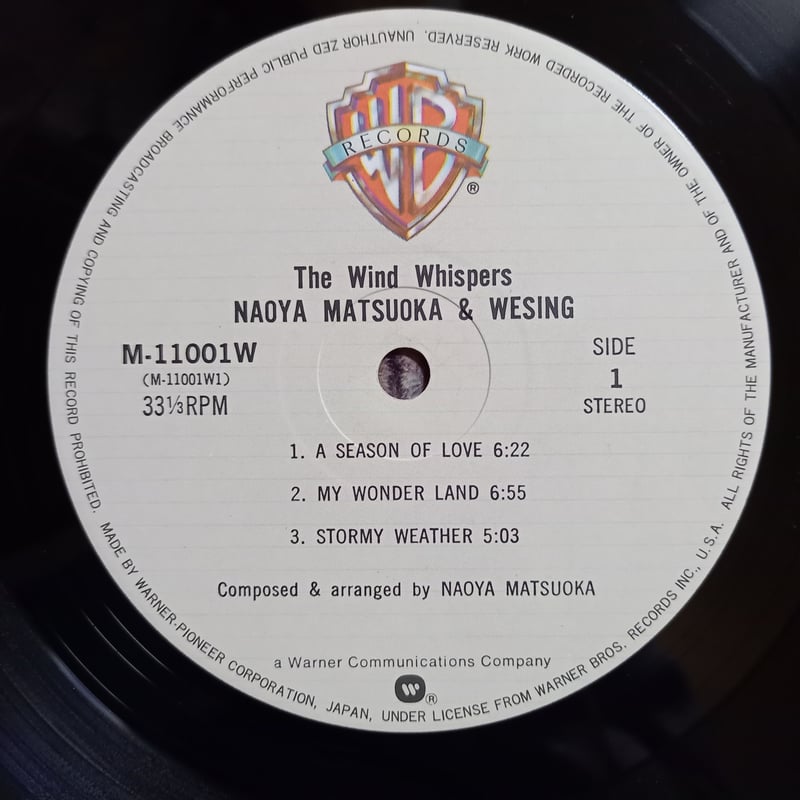 WB
RECORDS
®
The Wind Whispers
NAOYA MATSUOKA & WESING
M-11001W
(M-11001W1)
33⅓RPM
SIDE
1
STEREO
1. A SEASON OF LOVE 6:22
2. MY WONDER LAND 6:55
3. STORMY WEATHER 5:03
Composed & arranged by NAOYA MATSUOKA
a Warner Communications Company
®
MADE BY WARNER-PIONEER CORPORATION, JAPAN, UNDER LICENSE FROM WARNER BROS. RECORDS INC., U.S.A. ALL RIGHTS OF THE MANUFACTURER AND OF THE OWNER OF THE RECORDED WORK RESERVED. UNAUTHOR ZED PUBLIC PERFORMANCE BROADCASTING AND COPYING OF THIS RECORD PROHIBITED.